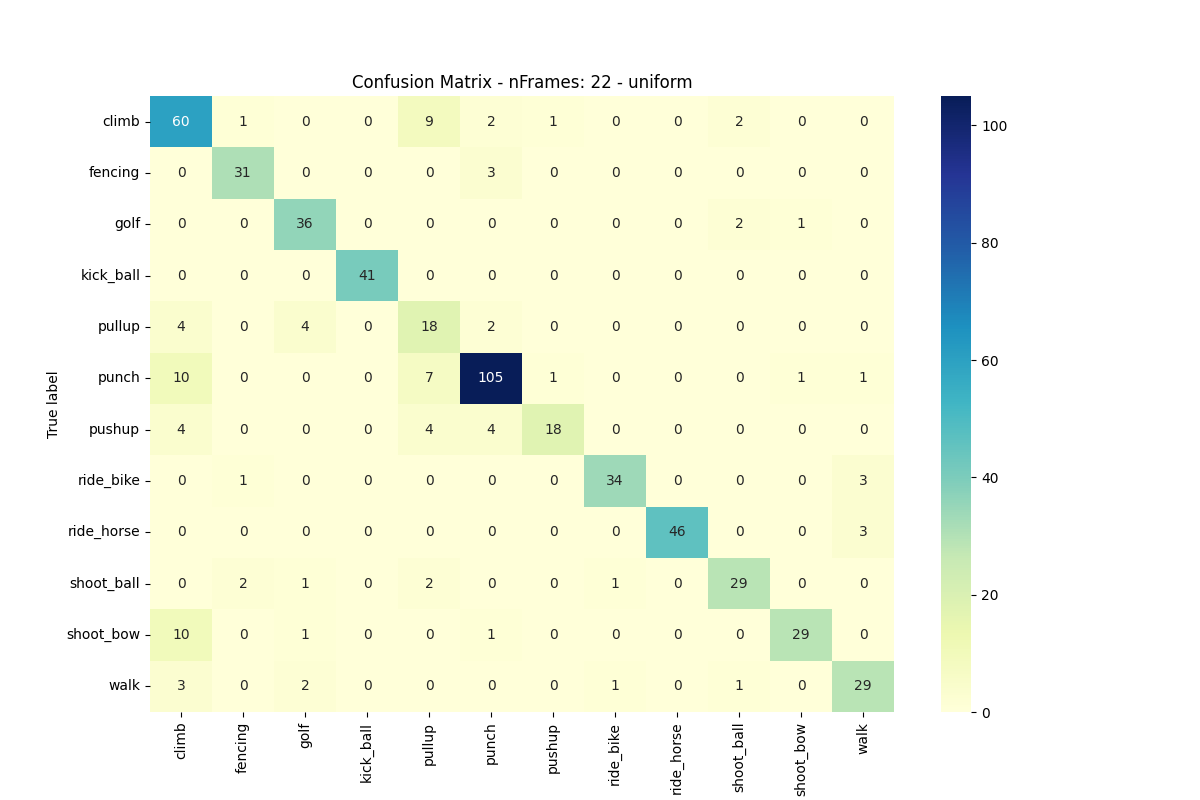 Confusion Matrix - nFrames: 22 - uniform
True label
climb 60 1 0 0 9 2 1 0 0 2 0 0
fencing 0 31 0 0 0 3 0 0 0 0 0 0
golf 0 0 36 0 0 0 0 0 0 2 1 0
kick_ball 0 0 0 41 0 0 0 0 0 0 0 0
pullup 4 0 4 0 18 2 0 0 0 0 0 0
punch 10 0 0 0 7 105 1 0 0 0 1 1
pushup 4 0 0 0 4 4 18 0 0 0 0 0
ride_bike 0 1 0 0 0 0 0 34 0 0 0 3
ride_horse 0 0 0 0 0 0 0 0 46 0 0 3
shoot_ball 0 2 1 0 2 0 0 1 0 29 0 0
shoot_bow 10 0 1 0 0 1 0 0 0 0 29 0
walk 3 0 2 0 0 0 0 1 0 1 0 29
climb fencing golf kick_ball pullup punch pushup ride_bike ride_horse shoot_ball shoot_bow walk
100
80
60
40
20
0